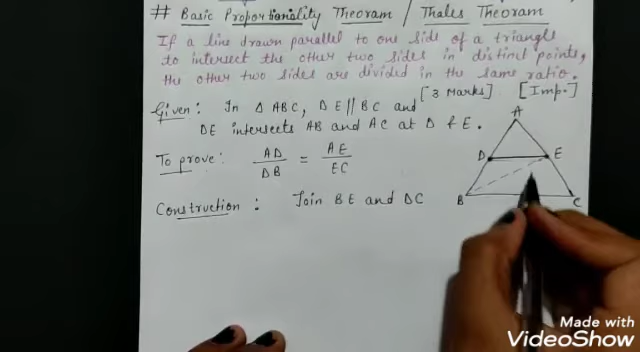 # Basic Proportionality Theoram / Thales Theoram
If a line drawn parallel to one side of a triangle
to intersect the other two sides in distinct points,
the other two sides are divided in the same ratio.
[3 Marks] [Imp.]
Given : In Δ ABC, DE || BC and
DE intersects AB and AC at D & E.
To prove : AD/DB = AE/EC
Construction : Join BE and DC
A
D E
B C
Made with
VideoShow